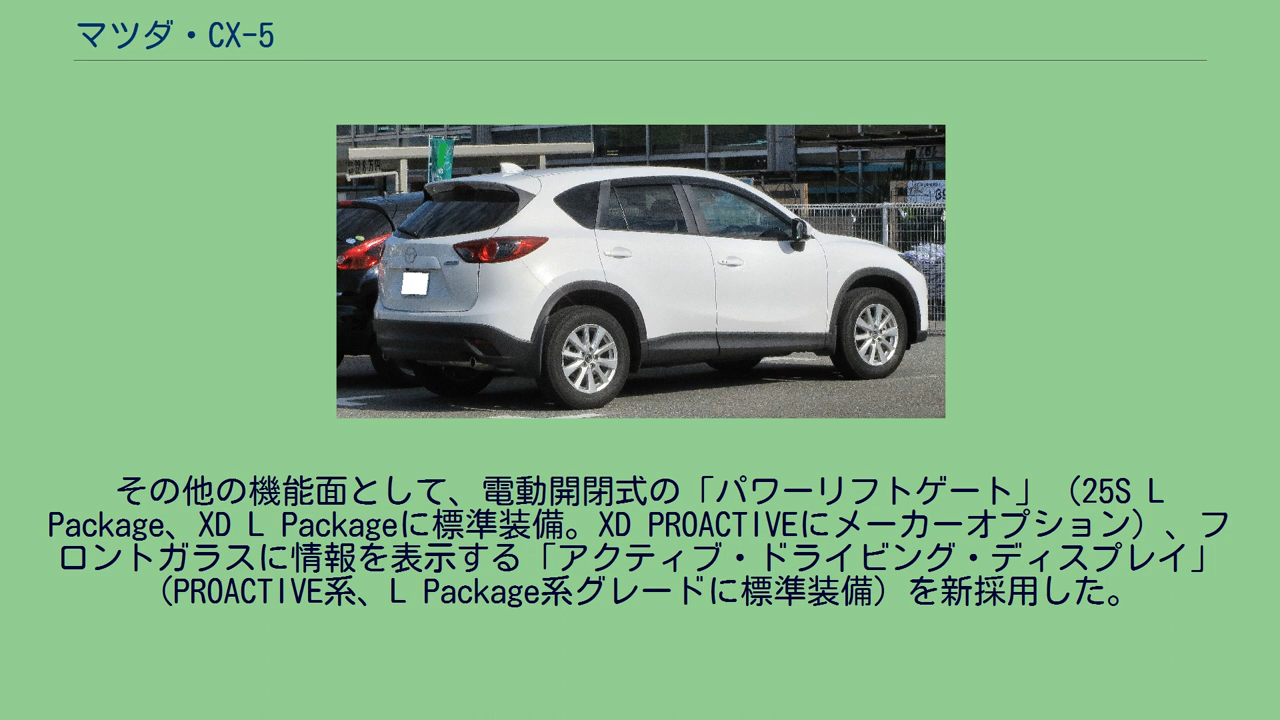 マツダ・CX-5
その他の機能面として、電動開閉式の「パワーリフトゲート」（25S L
Package、XD L Packageに標準装備。XD PROACTIVEにメーカーオプション）、フ
ロントガラスに情報を表示する「アクティブ・ドライビング・ディスプレイ」
（PROACTIVE系、L Package系グレードに標準装備）を新採用した。